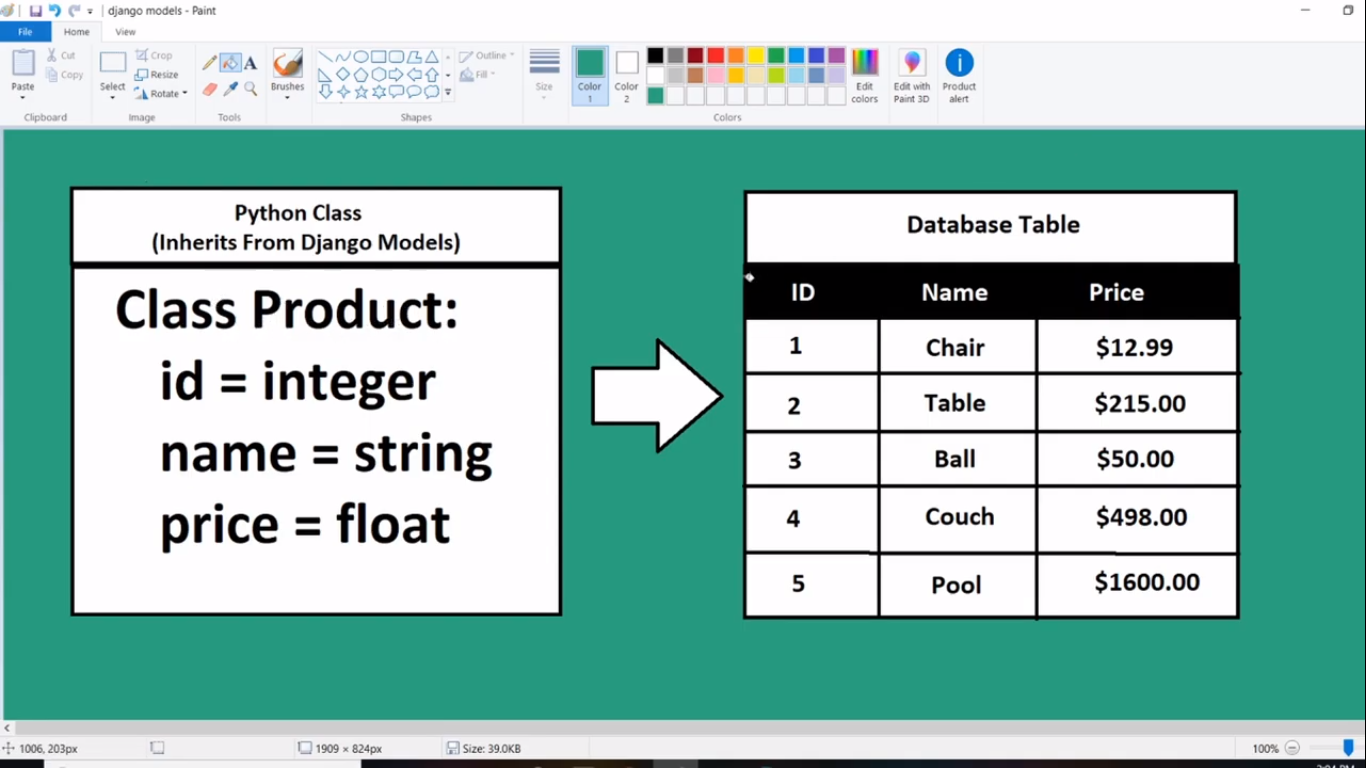 django models - Paint
File Home View
Paste
Cut
Copy
Clipboard
Select
Crop
Resize
Rotate
Image
Tools
Brushes
Shapes
Outline
Fill
Size
Color
1
Color
2
Edit
colors
Edit with
Paint 3D
Product
alert
Colors
Python Class
(Inherits From Django Models)
Class Product:
id = integer
name = string
price = float
Database Table
ID Name Price
1 Chair $12.99
2 Table $215.00
3 Ball $50.00
4 Couch $498.00
5 Pool $1600.00
1006, 203px
1909 × 824px
Size: 39.0KB
100%